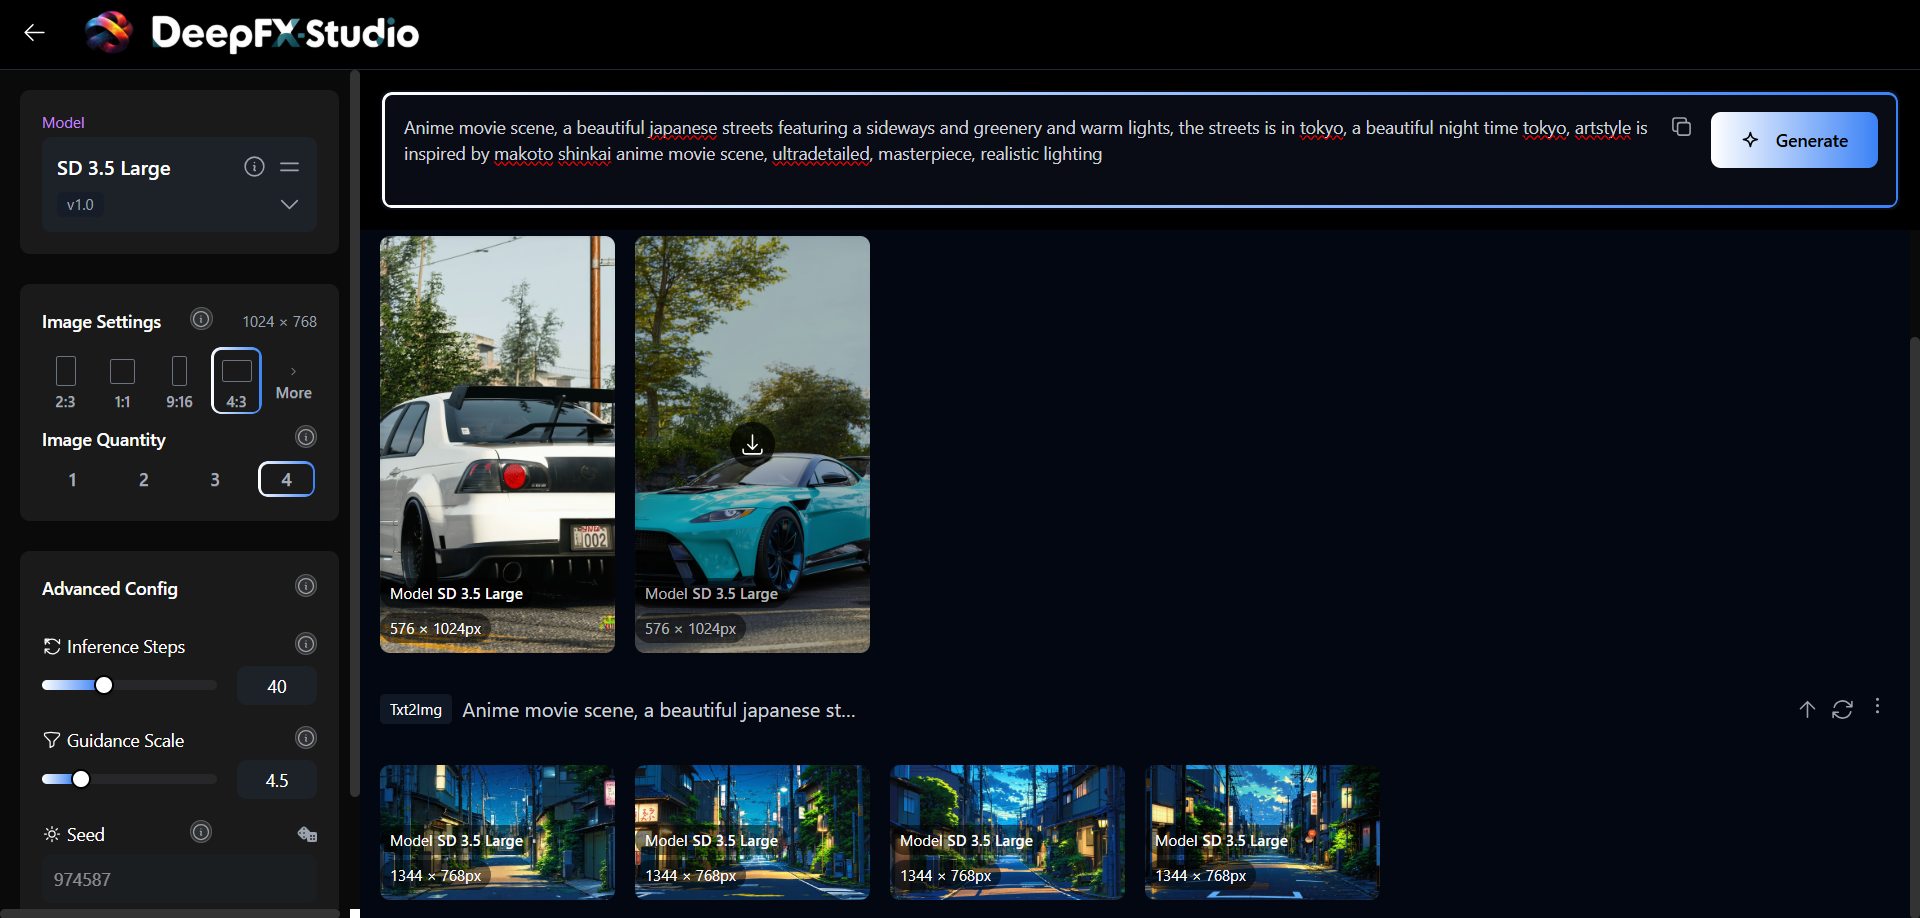 DeepFX-Studio
Model
SD 3.5 Large
v1.0
Image Settings
1024 × 768
2:3
1:1
9:16
4:3
More
Image Quantity
1
2
3
4
Advanced Config
Inference Steps
40
Guidance Scale
4.5
Seed
974587
Anime movie scene, a beautiful japanese streets featuring a sideways and greenery and warm lights, the streets is in tokyo, a beautiful night time tokyo, artstyle is
inspired by makoto shinkai anime movie scene, ultradetailed, masterpiece, realistic lighting
Generate
002
Model SD 3.5 Large
576 × 1024px
Model SD 3.5 Large
576 × 1024px
Txt2Img
Anime movie scene, a beautiful japanese st...
Model SD 3.5 Large
1344 × 768px
Model SD 3.5 Large
1344 × 768px
Model SD 3.5 Large
1344 × 768px
Model SD 3.5 Large
1344 × 768px